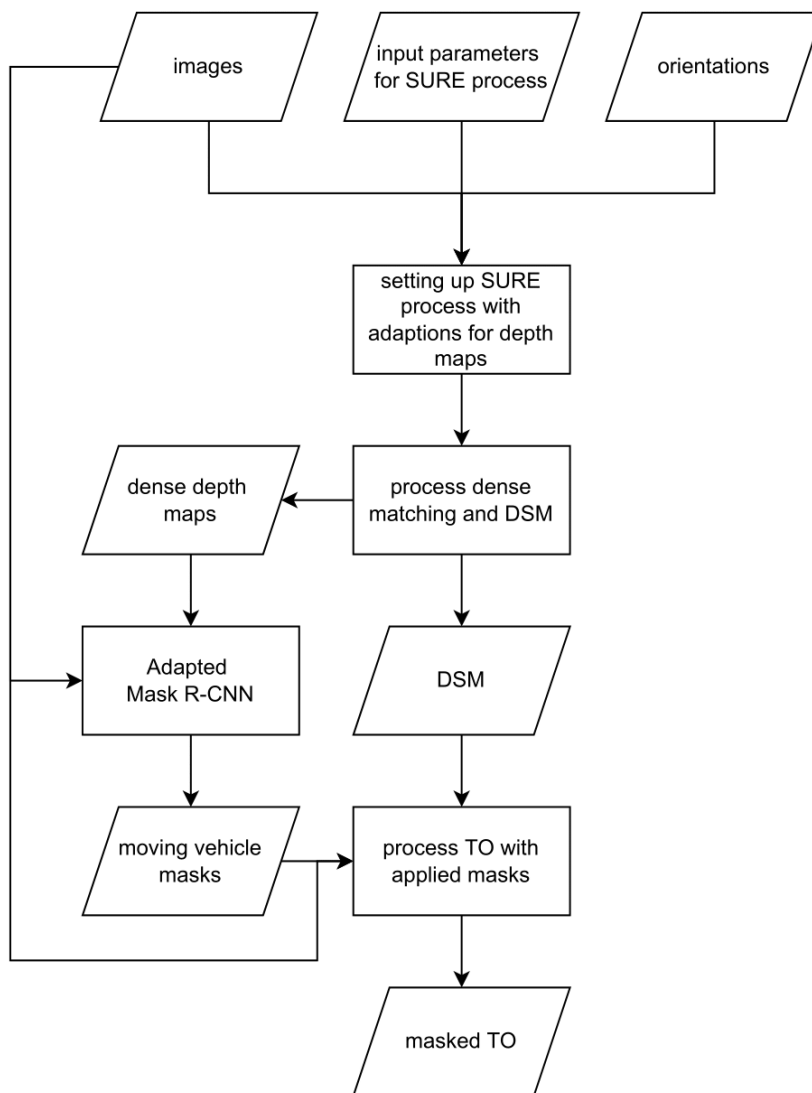 images
input parameters
for SURE process
orientations
setting up SURE
process with
adaptions for depth
maps
dense depth
maps
process dense
matching and DSM
Adapted
Mask R-CNN
DSM
moving vehicle
masks
process TO with
applied masks
masked TO